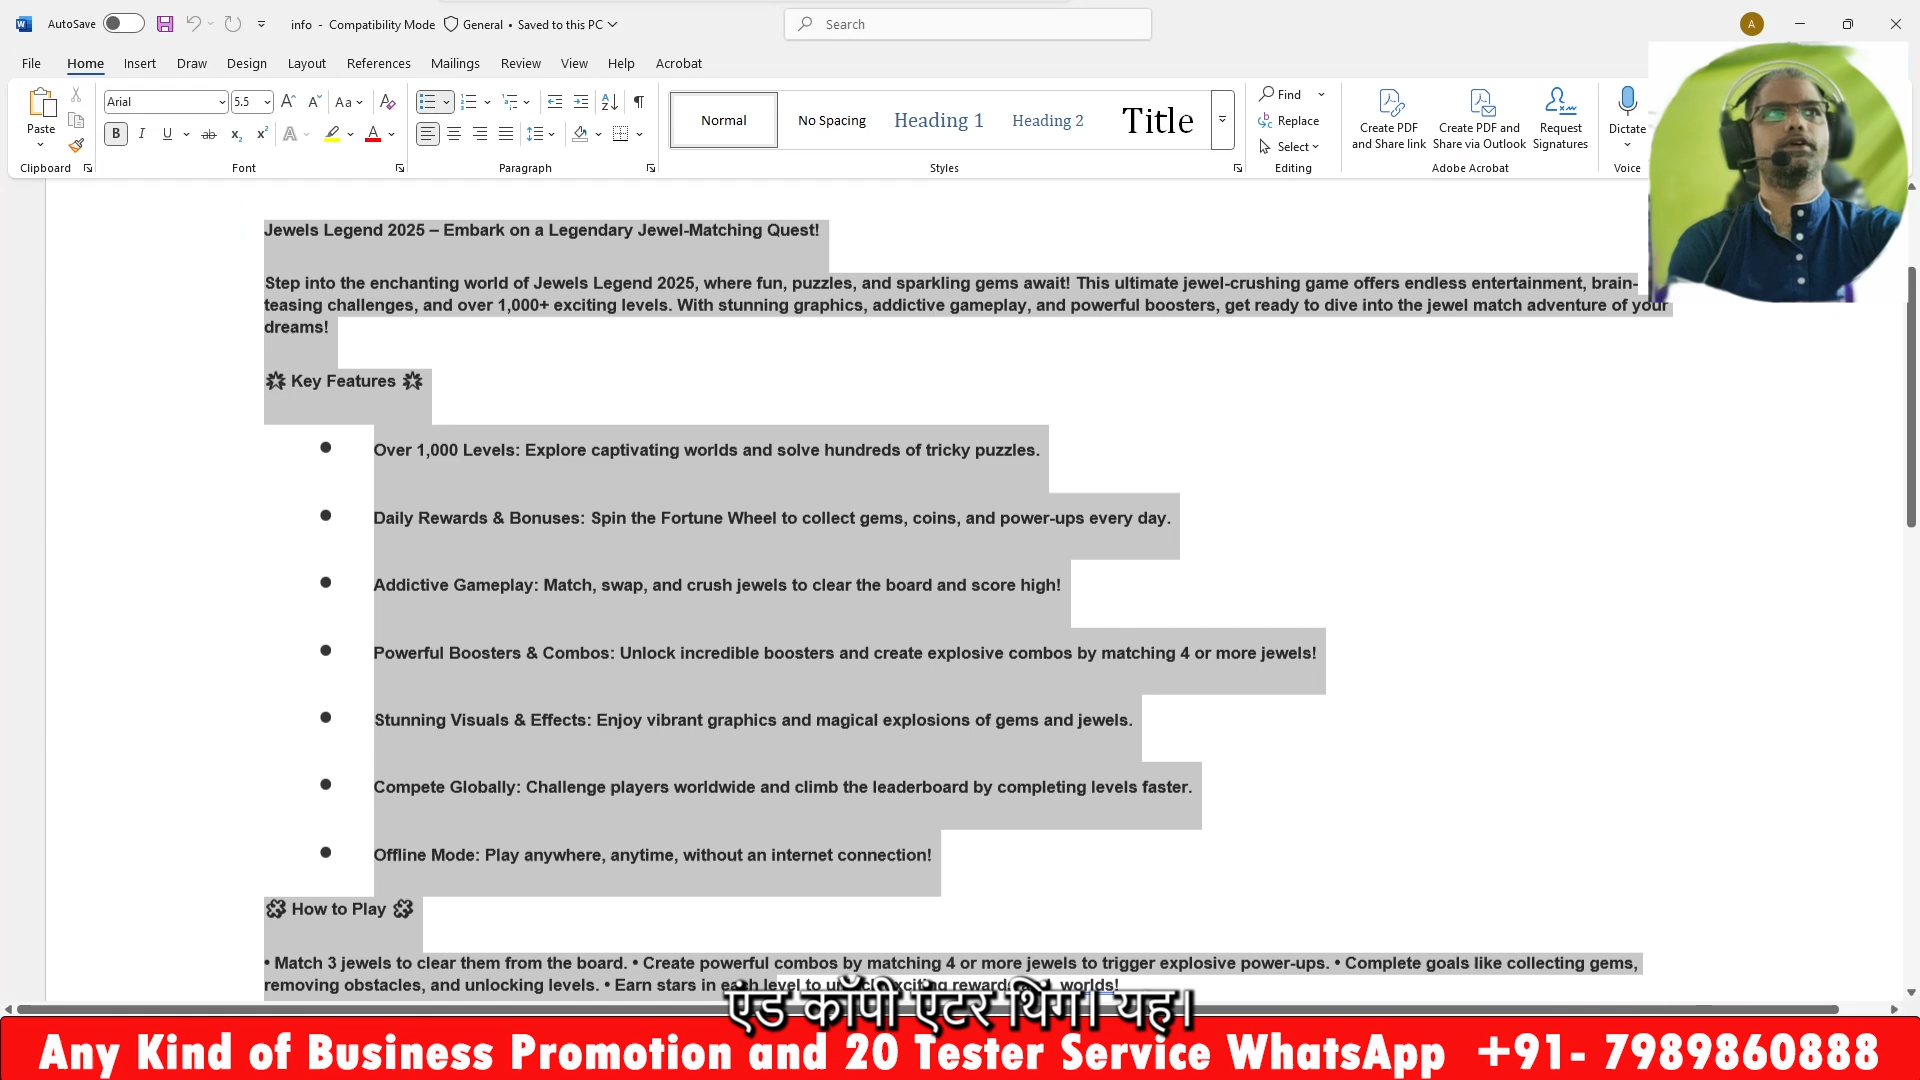 AutoSave
info - Compatibility Mode General • Saved to this PC
Search
A
File Home Insert Draw Design Layout References Mailings Review View Help Acrobat
Paste
Clipboard
Arial 5.5
Font
Paragraph
Normal No Spacing Heading 1 Heading 2 Title
Styles
Find
Replace
Select
Editing
Create PDF and Share link
Create PDF and Share via Outlook
Request Signatures
Adobe Acrobat
Dictate
Voice
Jewels Legend 2025 – Embark on a Legendary Jewel-Matching Quest!
Step into the enchanting world of Jewels Legend 2025, where fun, puzzles, and sparkling gems await! This ultimate jewel-crushing game offers endless entertainment, brain-
teasing challenges, and over 1,000+ exciting levels. With stunning graphics, addictive gameplay, and powerful boosters, get ready to dive into the jewel match adventure of your
dreams!
🌟 Key Features 🌟
• Over 1,000 Levels: Explore captivating worlds and solve hundreds of tricky puzzles.
• Daily Rewards & Bonuses: Spin the Fortune Wheel to collect gems, coins, and power-ups every day.
• Addictive Gameplay: Match, swap, and crush jewels to clear the board and score high!
• Powerful Boosters & Combos: Unlock incredible boosters and create explosive combos by matching 4 or more jewels!
• Stunning Visuals & Effects: Enjoy vibrant graphics and magical explosions of gems and jewels.
• Compete Globally: Challenge players worldwide and climb the leaderboard by completing levels faster.
• Offline Mode: Play anywhere, anytime, without an internet connection!
🧩 How to Play 🧩
• Match 3 jewels to clear them from the board. • Create powerful combos by matching 4 or more jewels to trigger explosive power-ups. • Complete goals like collecting gems,
removing obstacles, and unlocking levels. • Earn stars in each level to exciting worlds!
एंड कॉपी एंटर थिंग। यह।
Any Kind of Business Promotion and 20 Tester Service WhatsApp +91- 7989860888